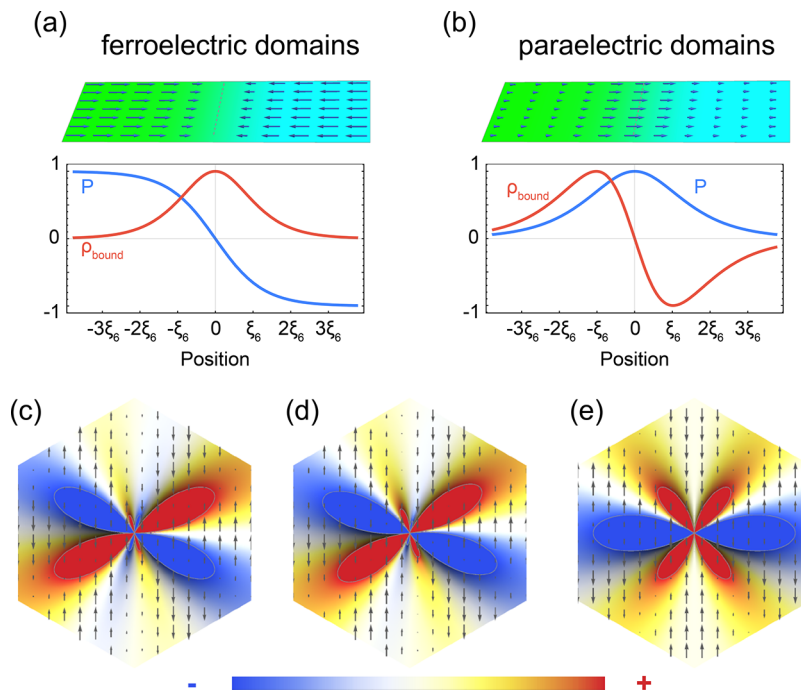 (a)
ferroelectric domains
1
P
0
ρbound
-1
-3ξ6 -2ξ6 -ξ6 0 ξ6 2ξ6 3ξ6
Position
(b)
paraelectric domains
1
ρbound
P
0
-1
-3ξ6 -2ξ6 -ξ6 0 ξ6 2ξ6 3ξ6
Position
(c)
(d)
(e)
- +